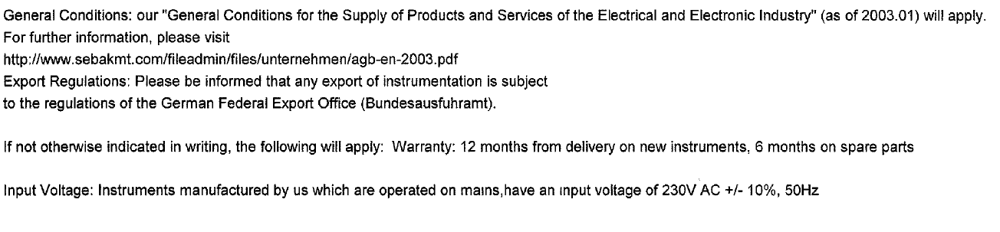 General Conditions: our "General Conditions for the Supply of Products and Services of the Electrical and Electronic Industry" (as of 2003.01) will apply.
For further information, please visit
http://www.sebakmt.com/fileadmin/files/unternehmen/agb-en-2003.pdf
Export Regulations: Please be informed that any export of instrumentation is subject
to the regulations of the German Federal Export Office (Bundesausfuhramt).
If not otherwise indicated in writing, the following will apply: Warranty: 12 months from delivery on new instruments, 6 months on spare parts
Input Voltage: Instruments manufactured by us which are operated on mains,have an input voltage of 230V AC +/- 10%, 50Hz